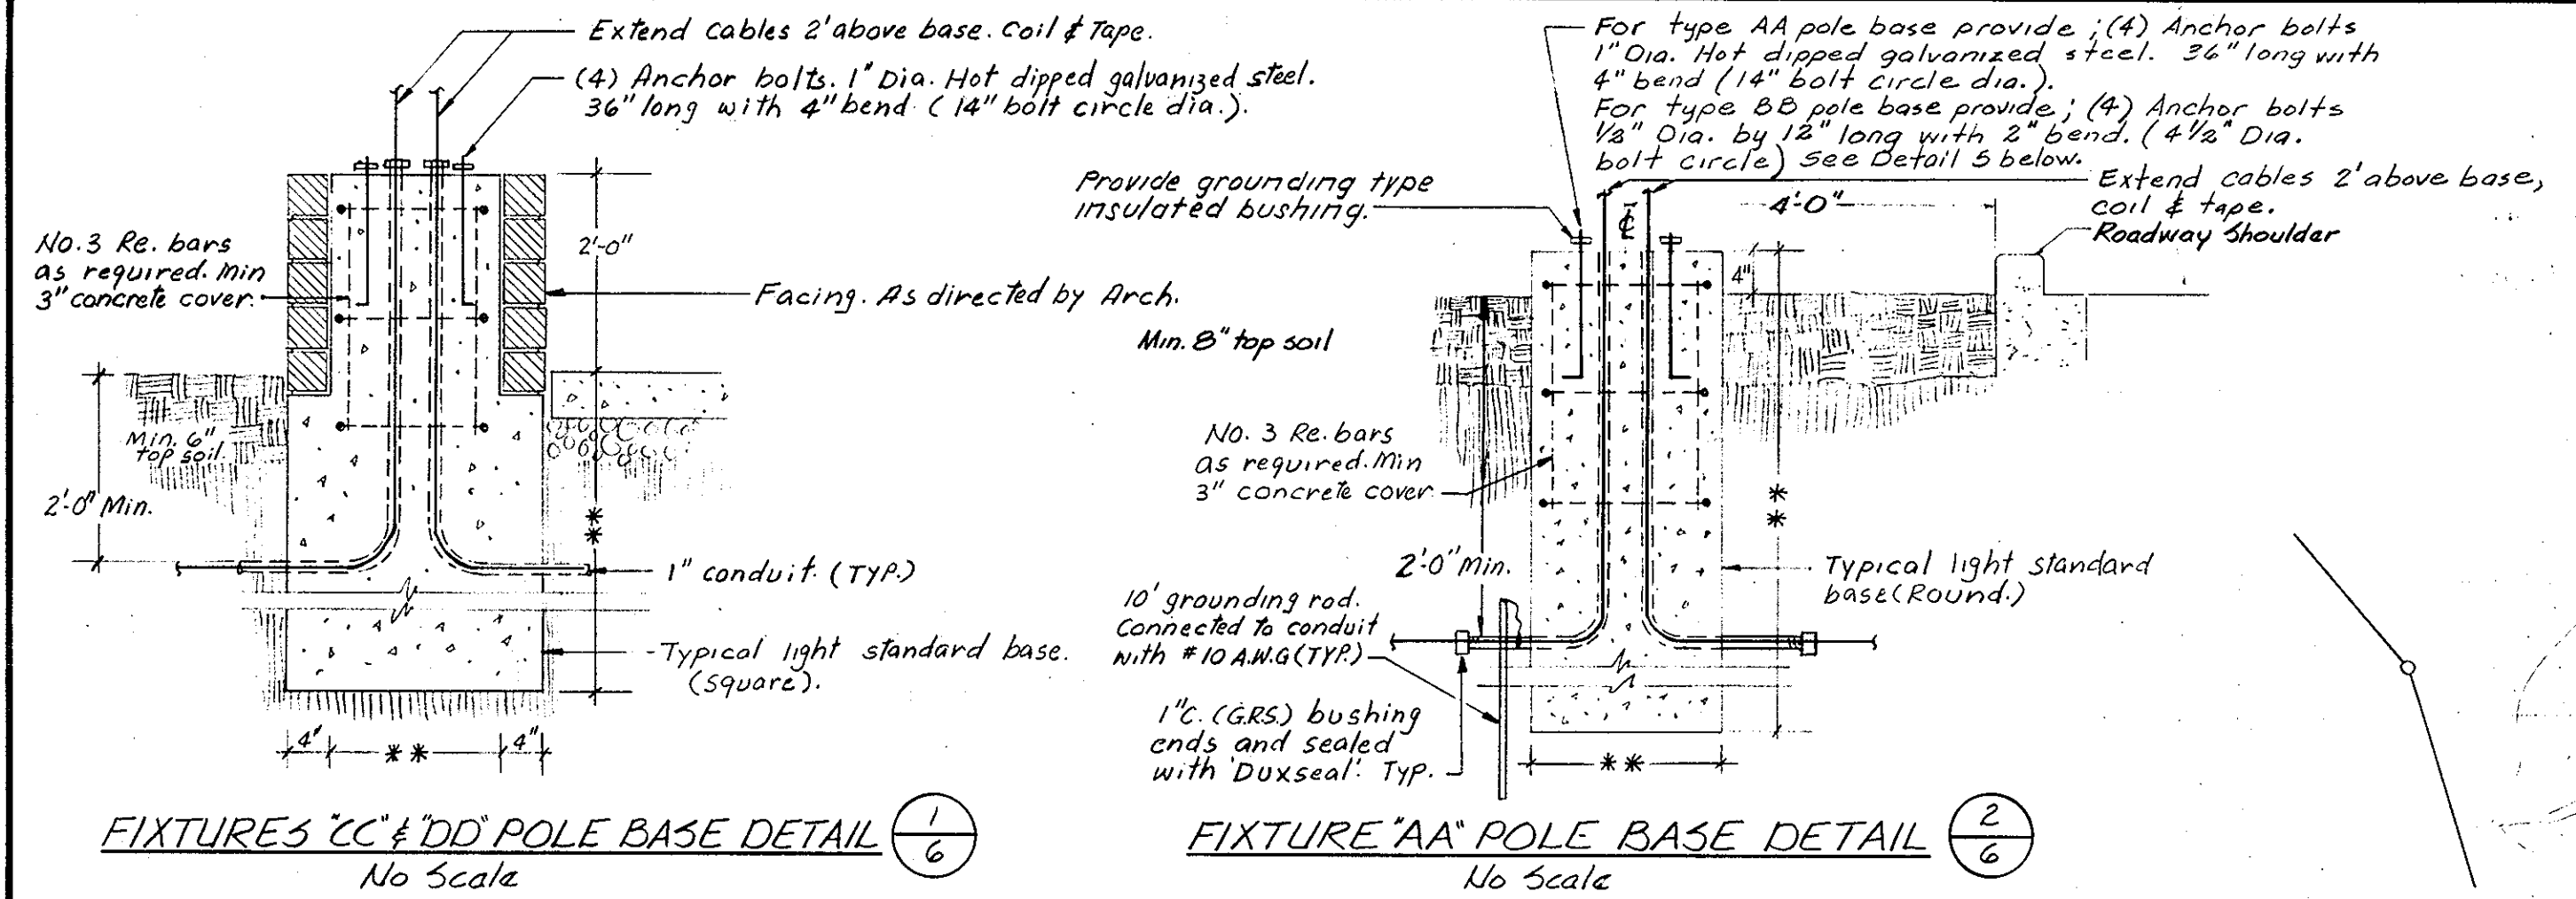 Extend cables 2' above base. Coil & Tape.
(4) Anchor bolts. 1" Dia. Hot dipped galvanized steel.
36" long with 4" bend (14" bolt circle dia.).
No. 3 Re. bars
as required. Min
3" concrete cover.
2'-0"
Facing. As directed by Arch.
Min. 6"
top soil.
2'-0" Min.
**
1" conduit. (TYP.)
Typical light standard base.
(square).
4"
**
4"
FIXTURES "CC" & "DD" POLE BASE DETAIL
1
6
No Scale
For type AA pole base provide; (4) Anchor bolts
1" Dia. Hot dipped galvanized steel. 36" long with
4" bend (14" bolt circle dia.).
For type BB pole base provide; (4) Anchor bolts
1/2" Dia. by 12" long with 2" bend. (4 1/2" Dia.
bolt circle) See Detail 5 below.
Provide grounding type
insulated bushing.
Extend cables 2' above base,
coil & tape.
4'-0"
℄
Roadway Shoulder
4"
Min. 8" top soil
No. 3 Re. bars
as required. Min
3" concrete cover
**
2'-0" Min.
Typical light standard
base (Round.)
10' grounding rod.
Connected to conduit
with #10 A.W.G (TYP.)
1" C. (G.R.S.) bushing
ends and sealed
with 'Duxseal'. Typ.
**
FIXTURE "AA" POLE BASE DETAIL
2
6
No Scale